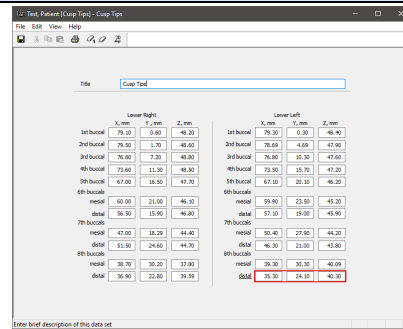 Test, Patient [Cusp Tips] - Cusp Tips
File Edit View Help
Title Cusp Tips
Lower Right
X, mm Y, mm Z, mm
1st buccal 79.10 0.60 48.20
2nd buccal 79.50 1.70 48.60
3rd buccal 76.80 7.20 48.80
4th buccal 73.60 11.30 48.50
5th buccal 67.00 16.50 47.70
6th buccals
mesial 60.00 21.00 46.10
distal 56.50 15.90 46.80
7th buccals
mesial 47.00 18.29 44.40
distal 51.50 24.60 44.70
8th buccals
mesial 38.70 30.20 37.80
distal 36.90 22.80 39.59
Lower Left
X, mm Y, mm Z, mm
1st buccal 79.30 0.30 48.40
2nd buccal 78.69 4.69 47.90
3rd buccal 76.80 10.30 47.60
4th buccal 73.50 15.70 47.20
5th buccal 67.10 20.10 46.20
6th buccals
mesial 59.90 23.50 45.20
distal 57.10 19.00 45.90
7th buccals
mesial 50.40 27.90 44.20
distal 46.30 21.00 43.80
8th buccals
mesial 39.30 30.30 40.09
distal 35.30 24.10 40.30
Enter brief description of this data set